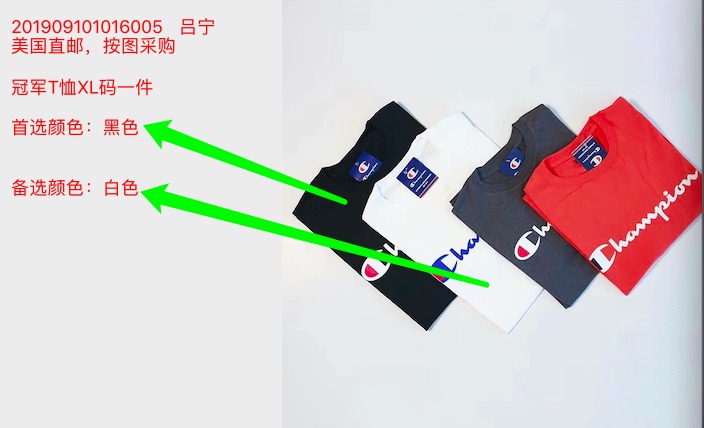 201909101016005 吕宁
美国直邮，按图采购
冠军T恤XL码一件
首选颜色：黑色
备选颜色：白色
Champion